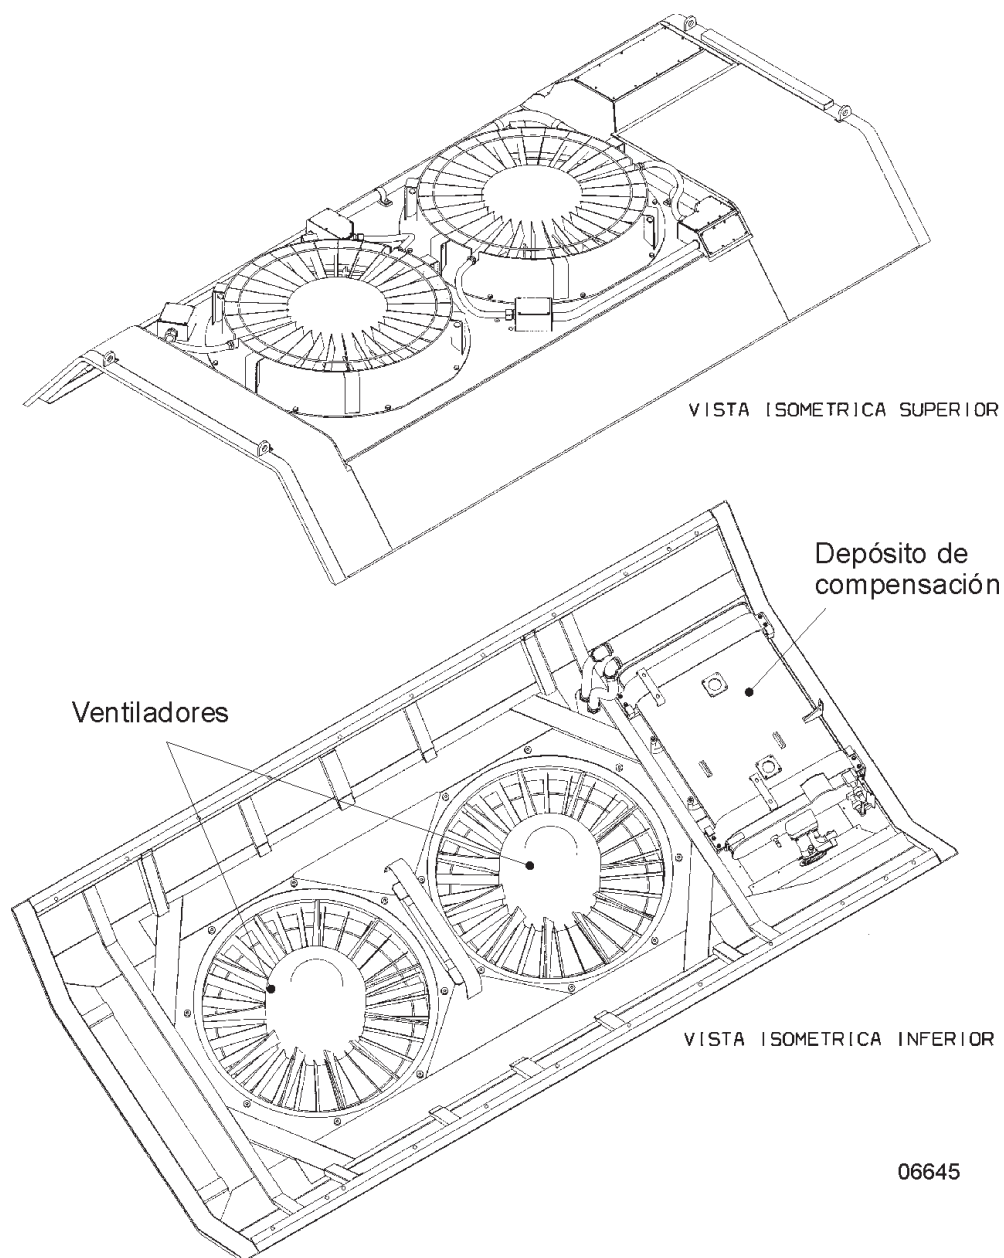 VISTA ISOMETRICA SUPERIOR
Depósito de
compensación
Ventiladores
VISTA ISOMETRICA INFERIOR
06645